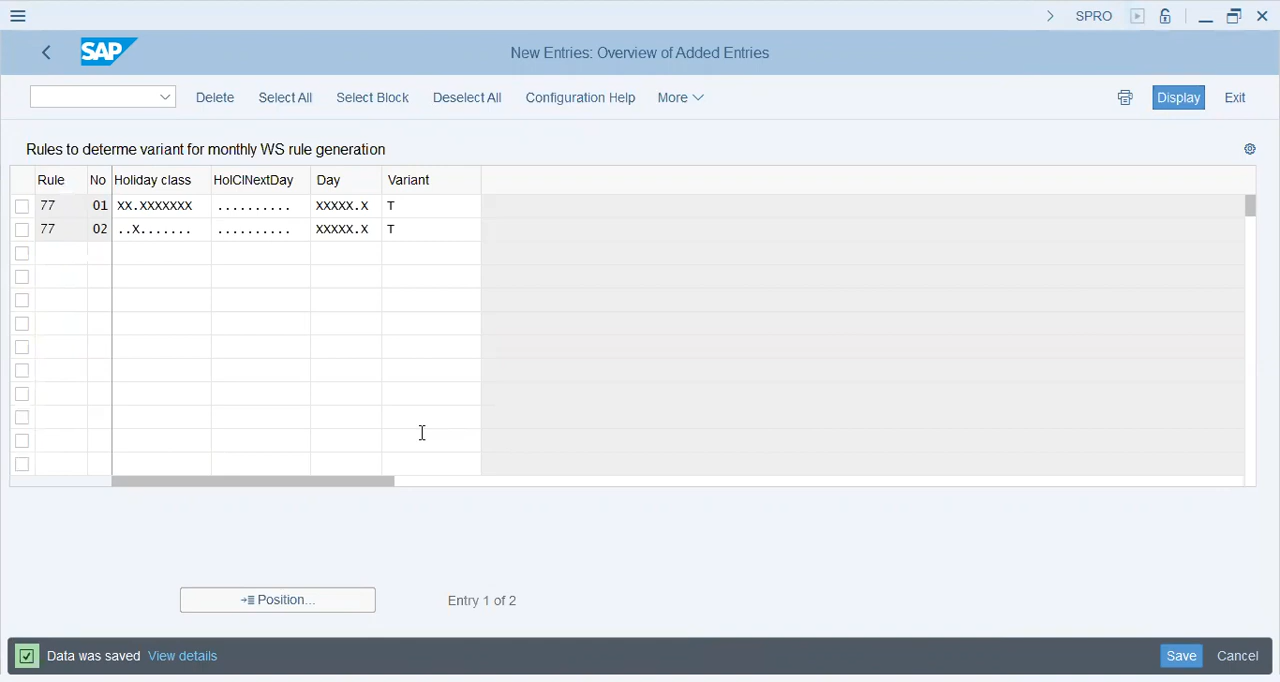 SPRO
SAP New Entries: Overview of Added Entries
Delete Select All Select Block Deselect All Configuration Help More Display Exit
Rules to determe variant for monthly WS rule generation
Rule No Holiday class HolClNextDay Day Variant
77 01 XX.XXXXXXX .......... XXXXX.X T
77 02 ..X....... .......... XXXXX.X T
Position... Entry 1 of 2
Data was saved View details Save Cancel